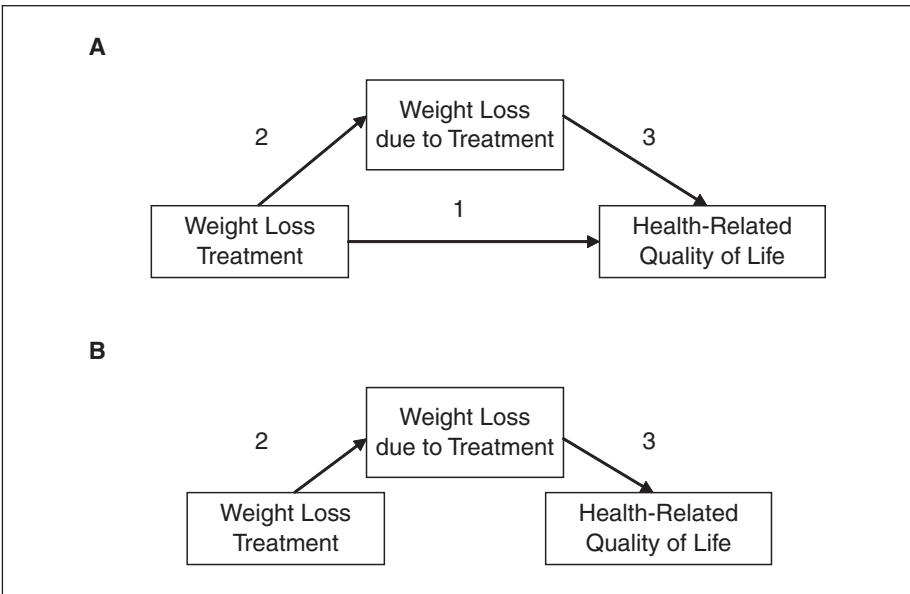 A
Weight Loss
due to Treatment
2
3
1
Weight Loss
Treatment
Health-Related
Quality of Life
B
Weight Loss
due to Treatment
2
3
Weight Loss
Treatment
Health-Related
Quality of Life